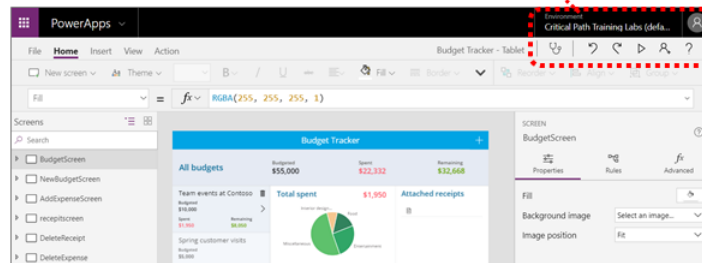 PowerApps
Environment
Critical Path Training Labs (defa...
File Home Insert View Action
Budget Tracker - Tablet
New screen Theme B / U Fill Border Reorder Align Group
Fill = fx RGBA(255, 255, 255, 1)
Screens
Search
BudgetScreen
NewBudgetScreen
AddExpenseScreen
recepitscreen
DeleteReceipt
DeleteExpense
Budget Tracker +
All budgets
Budgeted
$55,000
Spent
$22,332
Remaining
$32,668
Team events at Contoso
Budgeted
$10,000
Spent
$1,950
Remaining
$8,050
Spring customer visits
Budgeted
$5,000
Total spent $1,950
Interior design...
Food
Miscellaneous
Entertainment
Attached receipts
SCREEN
BudgetScreen
Properties Rules Advanced
Fill
Background image Select an image...
Image position Fit